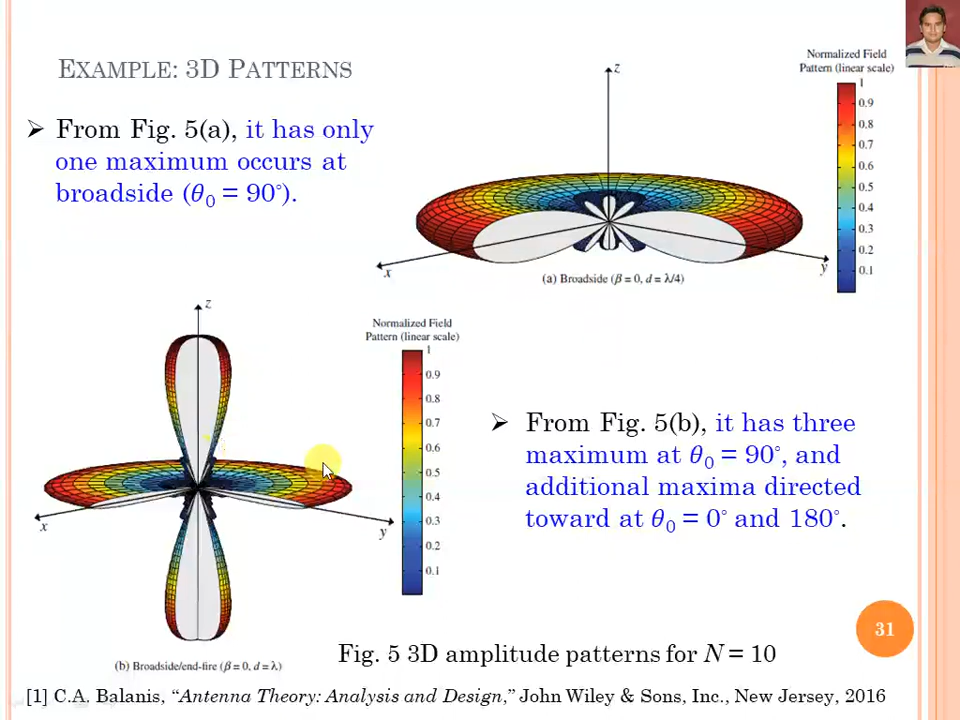 EXAMPLE: 3D PATTERNS
➢ From Fig. 5(a), it has only
one maximum occurs at
broadside (θ0 = 90°).
z
x
y
Normalized Field
Pattern (linear scale)
1
0.9
0.8
0.7
0.6
0.5
0.4
0.3
0.2
0.1
(a) Broadside (β = 0, d = λ/4)
z
x
y
Normalized Field
Pattern (linear scale)
1
0.9
0.8
0.7
0.6
0.5
0.4
0.3
0.2
0.1
(b) Broadside/end-fire (β = 0, d = λ)
➢ From Fig. 5(b), it has three
maximum at θ0 = 90°, and
additional maxima directed
toward at θ0 = 0° and 180°.
31
Fig. 5 3D amplitude patterns for N = 10
[1] C.A. Balanis, “Antenna Theory: Analysis and Design,” John Wiley & Sons, Inc., New Jersey, 2016